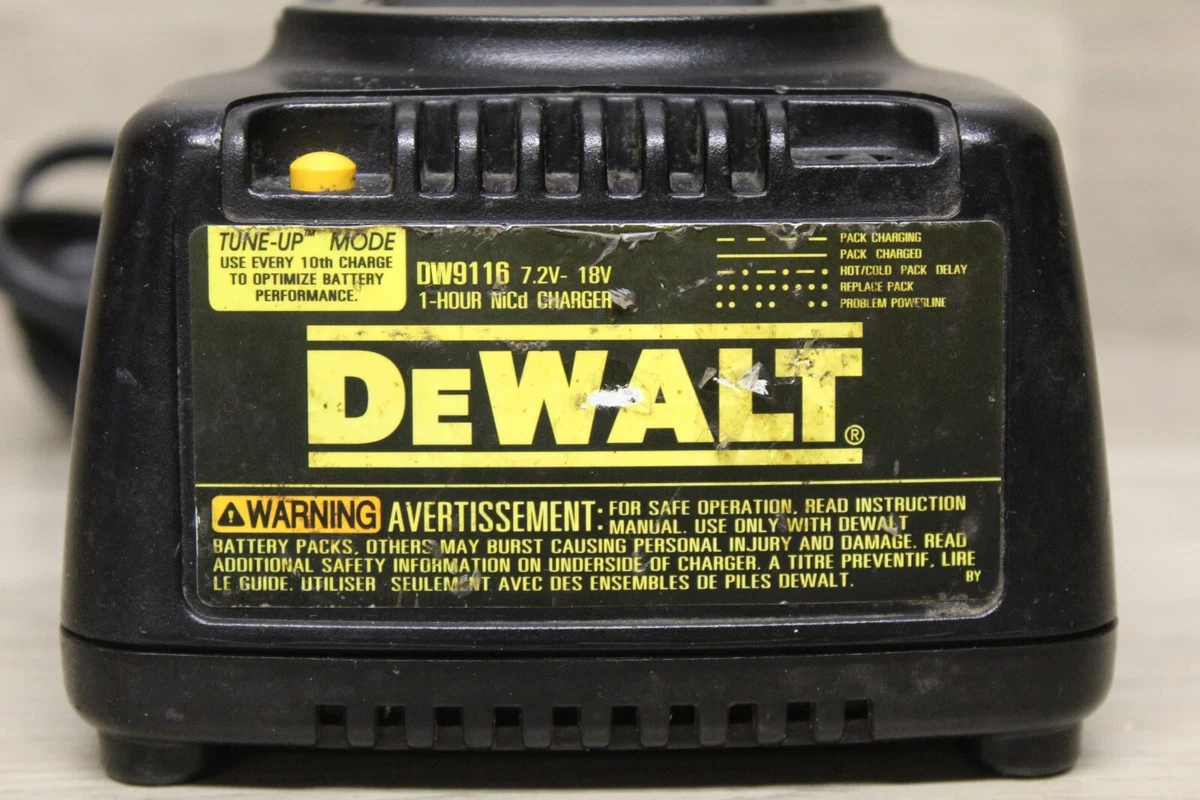 TUNE-UP™ MODE
USE EVERY 10th CHARGE
TO OPTIMIZE BATTERY
PERFORMANCE.
DW9116 7.2V- 18V
1-HOUR NiCd CHARGER
PACK CHARGING
PACK CHARGED
HOT/COLD PACK DELAY
REPLACE PACK
PROBLEM POWERLINE
DEWALT®
WARNING AVERTISSEMENT: FOR SAFE OPERATION, READ INSTRUCTION
MANUAL. USE ONLY WITH DEWALT
BATTERY PACKS, OTHERS MAY BURST CAUSING PERSONAL INJURY AND DAMAGE. READ
ADDITIONAL SAFETY INFORMATION ON UNDERSIDE OF CHARGER. A TITRE PREVENTIF, LIRE
LE GUIDE. UTILISER SEULEMENT AVEC DES ENSEMBLES DE PILES DEWALT.
BY